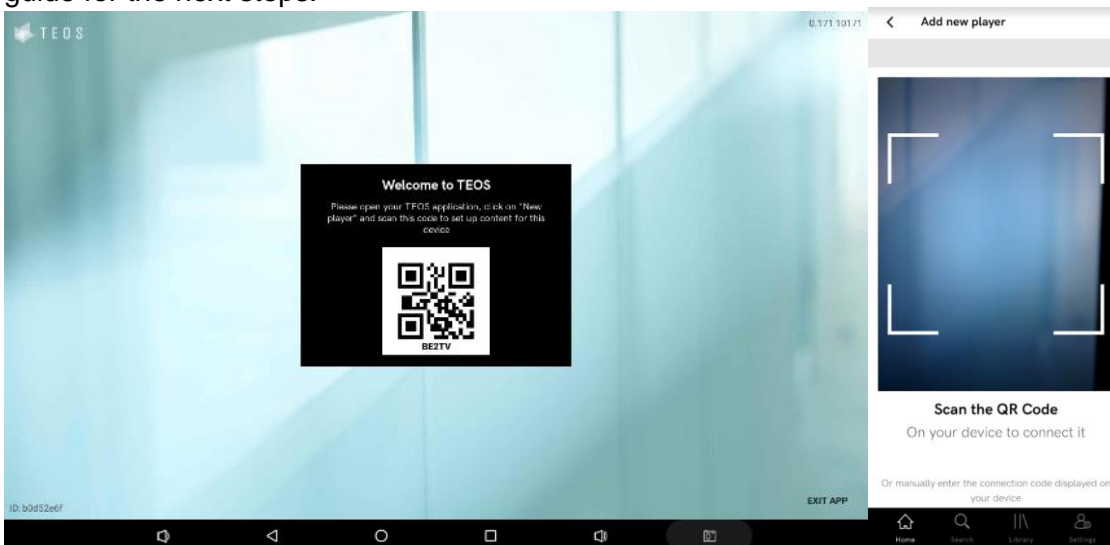 guide for the next steps.
TEOS
0.171.10171
Welcome to TEOS
Please open your TEOS application, click on "New
player" and scan this code to set up content for this
device
BE2TV
ID: b0d52e6f
EXIT APP
Add new player
Scan the QR Code
On your device to connect it
Or manually enter the connection code displayed on
your device
Home Search Library Settings